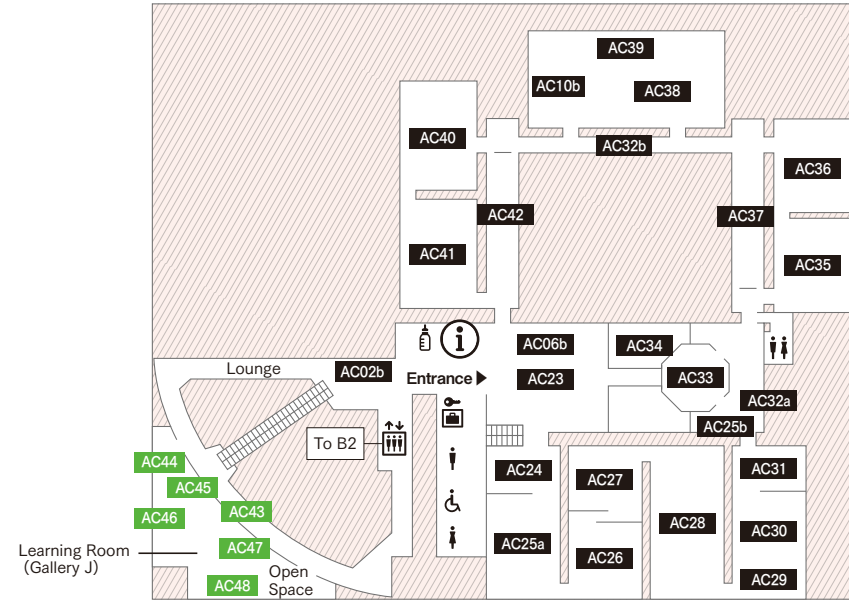 AC39
AC10b
AC38
AC40
AC32b
AC36
AC42
AC37
AC41
AC35
i
AC06b
AC34
Lounge
AC02b
Entrance
AC23
AC33
AC32a
AC25b
To B2
AC44
AC24
AC31
AC45
AC27
AC46
AC43
AC28
AC30
Learning Room
(Gallery J)
AC47
AC25a
AC26
AC48
Open
Space
AC29